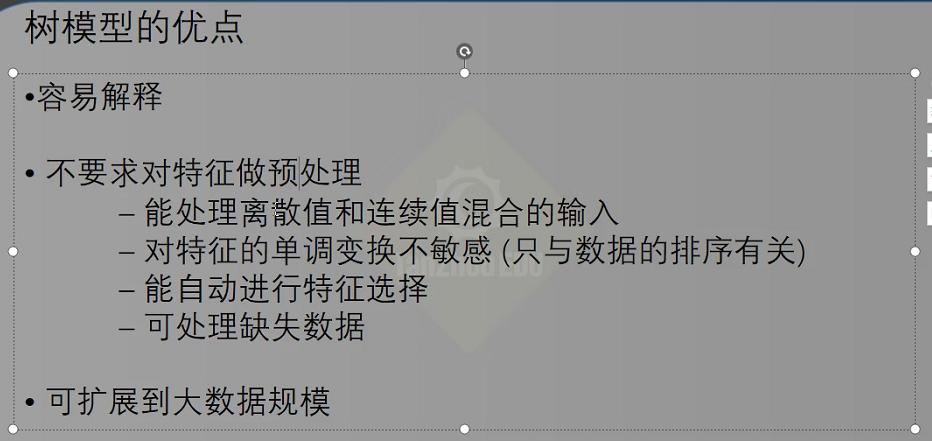 树模型的优点
•容易解释
• 不要求对特征做预处理
– 能处理离散值和连续值混合的输入
– 对特征的单调变换不敏感 (只与数据的排序有关)
– 能自动进行特征选择
– 可处理缺失数据
• 可扩展到大数据规模